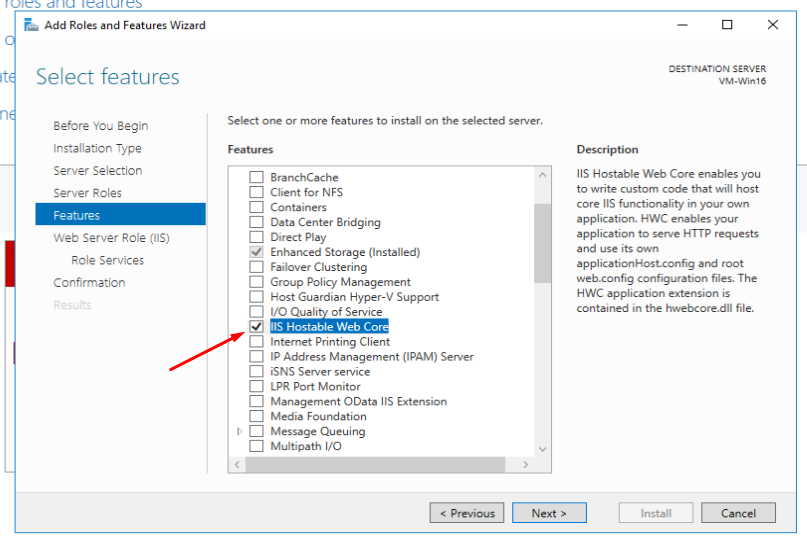 roles and features
Add Roles and Features Wizard
Select features
DESTINATION SERVER
VM-Win16
Before You Begin
Installation Type
Server Selection
Server Roles
Features
Web Server Role (IIS)
Role Services
Confirmation
Results
Select one or more features to install on the selected server.
Features
BranchCache
Client for NFS
Containers
Data Center Bridging
Direct Play
Enhanced Storage (Installed)
Failover Clustering
Group Policy Management
Host Guardian Hyper-V Support
I/O Quality of Service
IIS Hostable Web Core
Internet Printing Client
IP Address Management (IPAM) Server
iSNS Server service
LPR Port Monitor
Management OData IIS Extension
Media Foundation
Message Queuing
Multipath I/O
Description
IIS Hostable Web Core enables you
to write custom code that will host
core IIS functionality in your own
application. HWC enables your
application to serve HTTP requests
and use its own
applicationHost.config and root
web.config configuration files. The
HWC application extension is
contained in the hwebcore.dll file.
< Previous
Next >
Install
Cancel